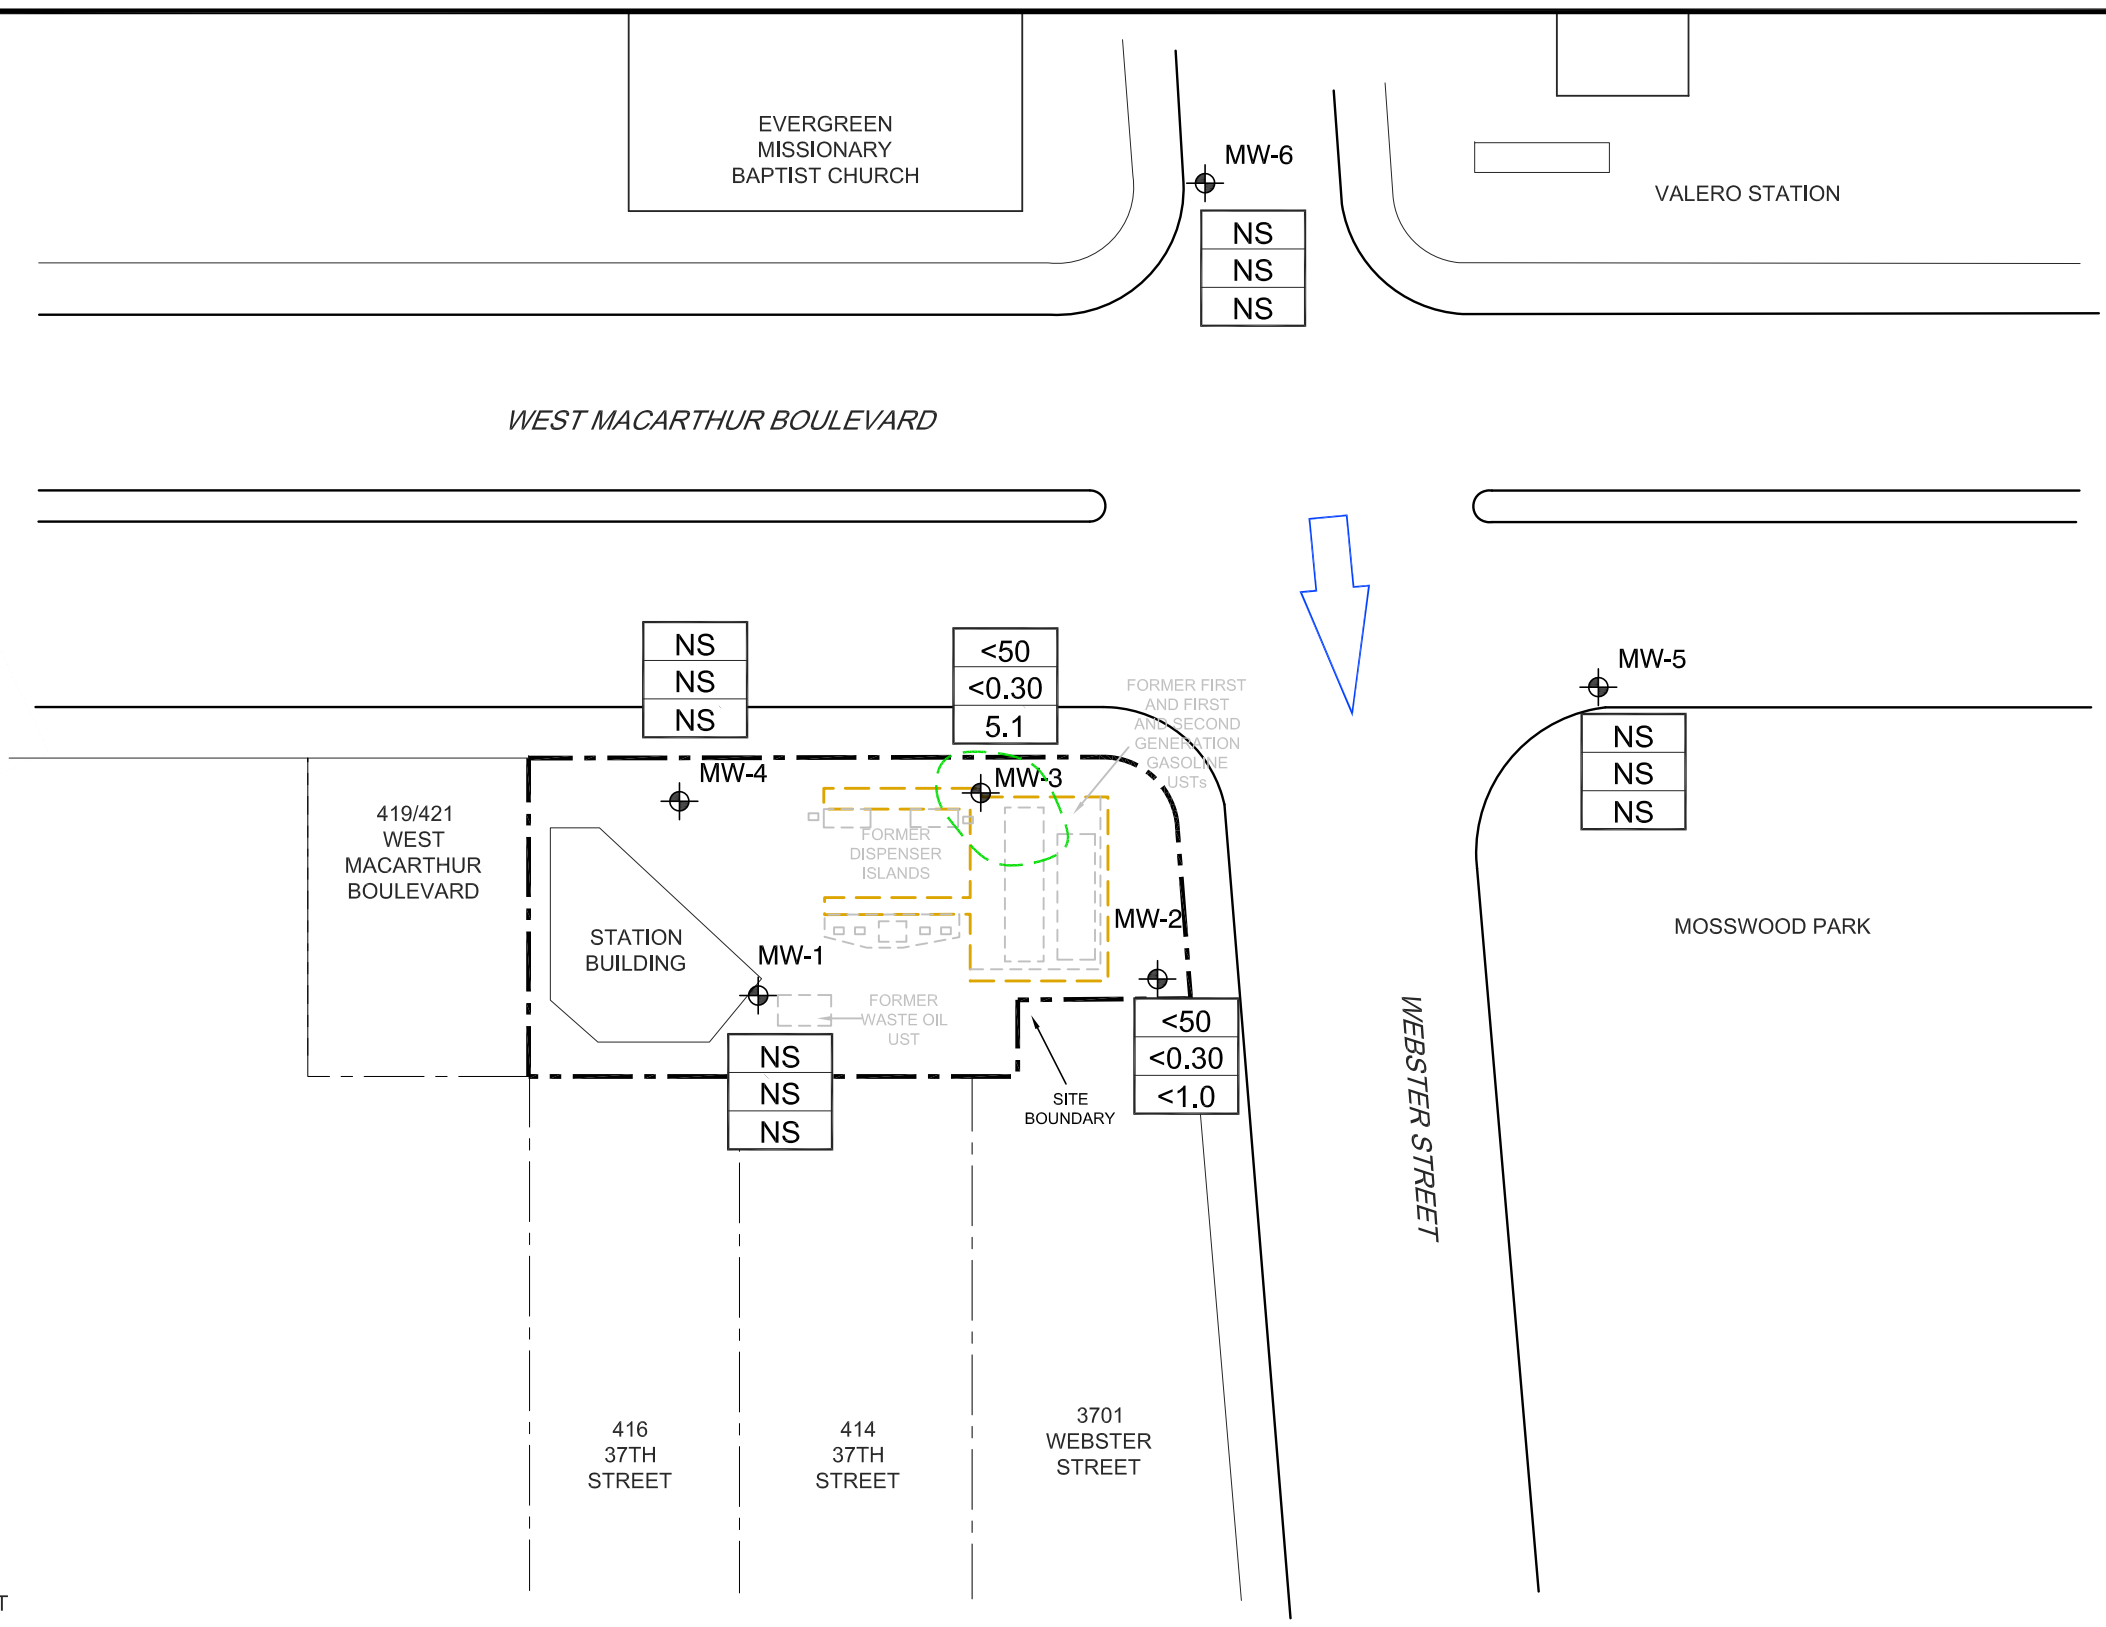 EVERGREEN
MISSIONARY
BAPTIST CHURCH
MW-6
NS
NS
NS
VALERO STATION
WEST MACARTHUR BOULEVARD
NS
NS
NS
MW-4
<50
<0.30
5.1
MW-3
FORMER FIRST
AND FIRST
AND SECOND
GENERATION
GASOLINE
USTs
MW-5
NS
NS
NS
419/421
WEST
MACARTHUR
BOULEVARD
FORMER
DISPENSER
ISLANDS
STATION
BUILDING
MW-1
NS
NS
NS
FORMER
WASTE OIL
UST
MW-2
<50
<0.30
<1.0
SITE
BOUNDARY
MOSSWOOD PARK
WEBSTER STREET
416
37TH
STREET
414
37TH
STREET
3701
WEBSTER
STREET
T